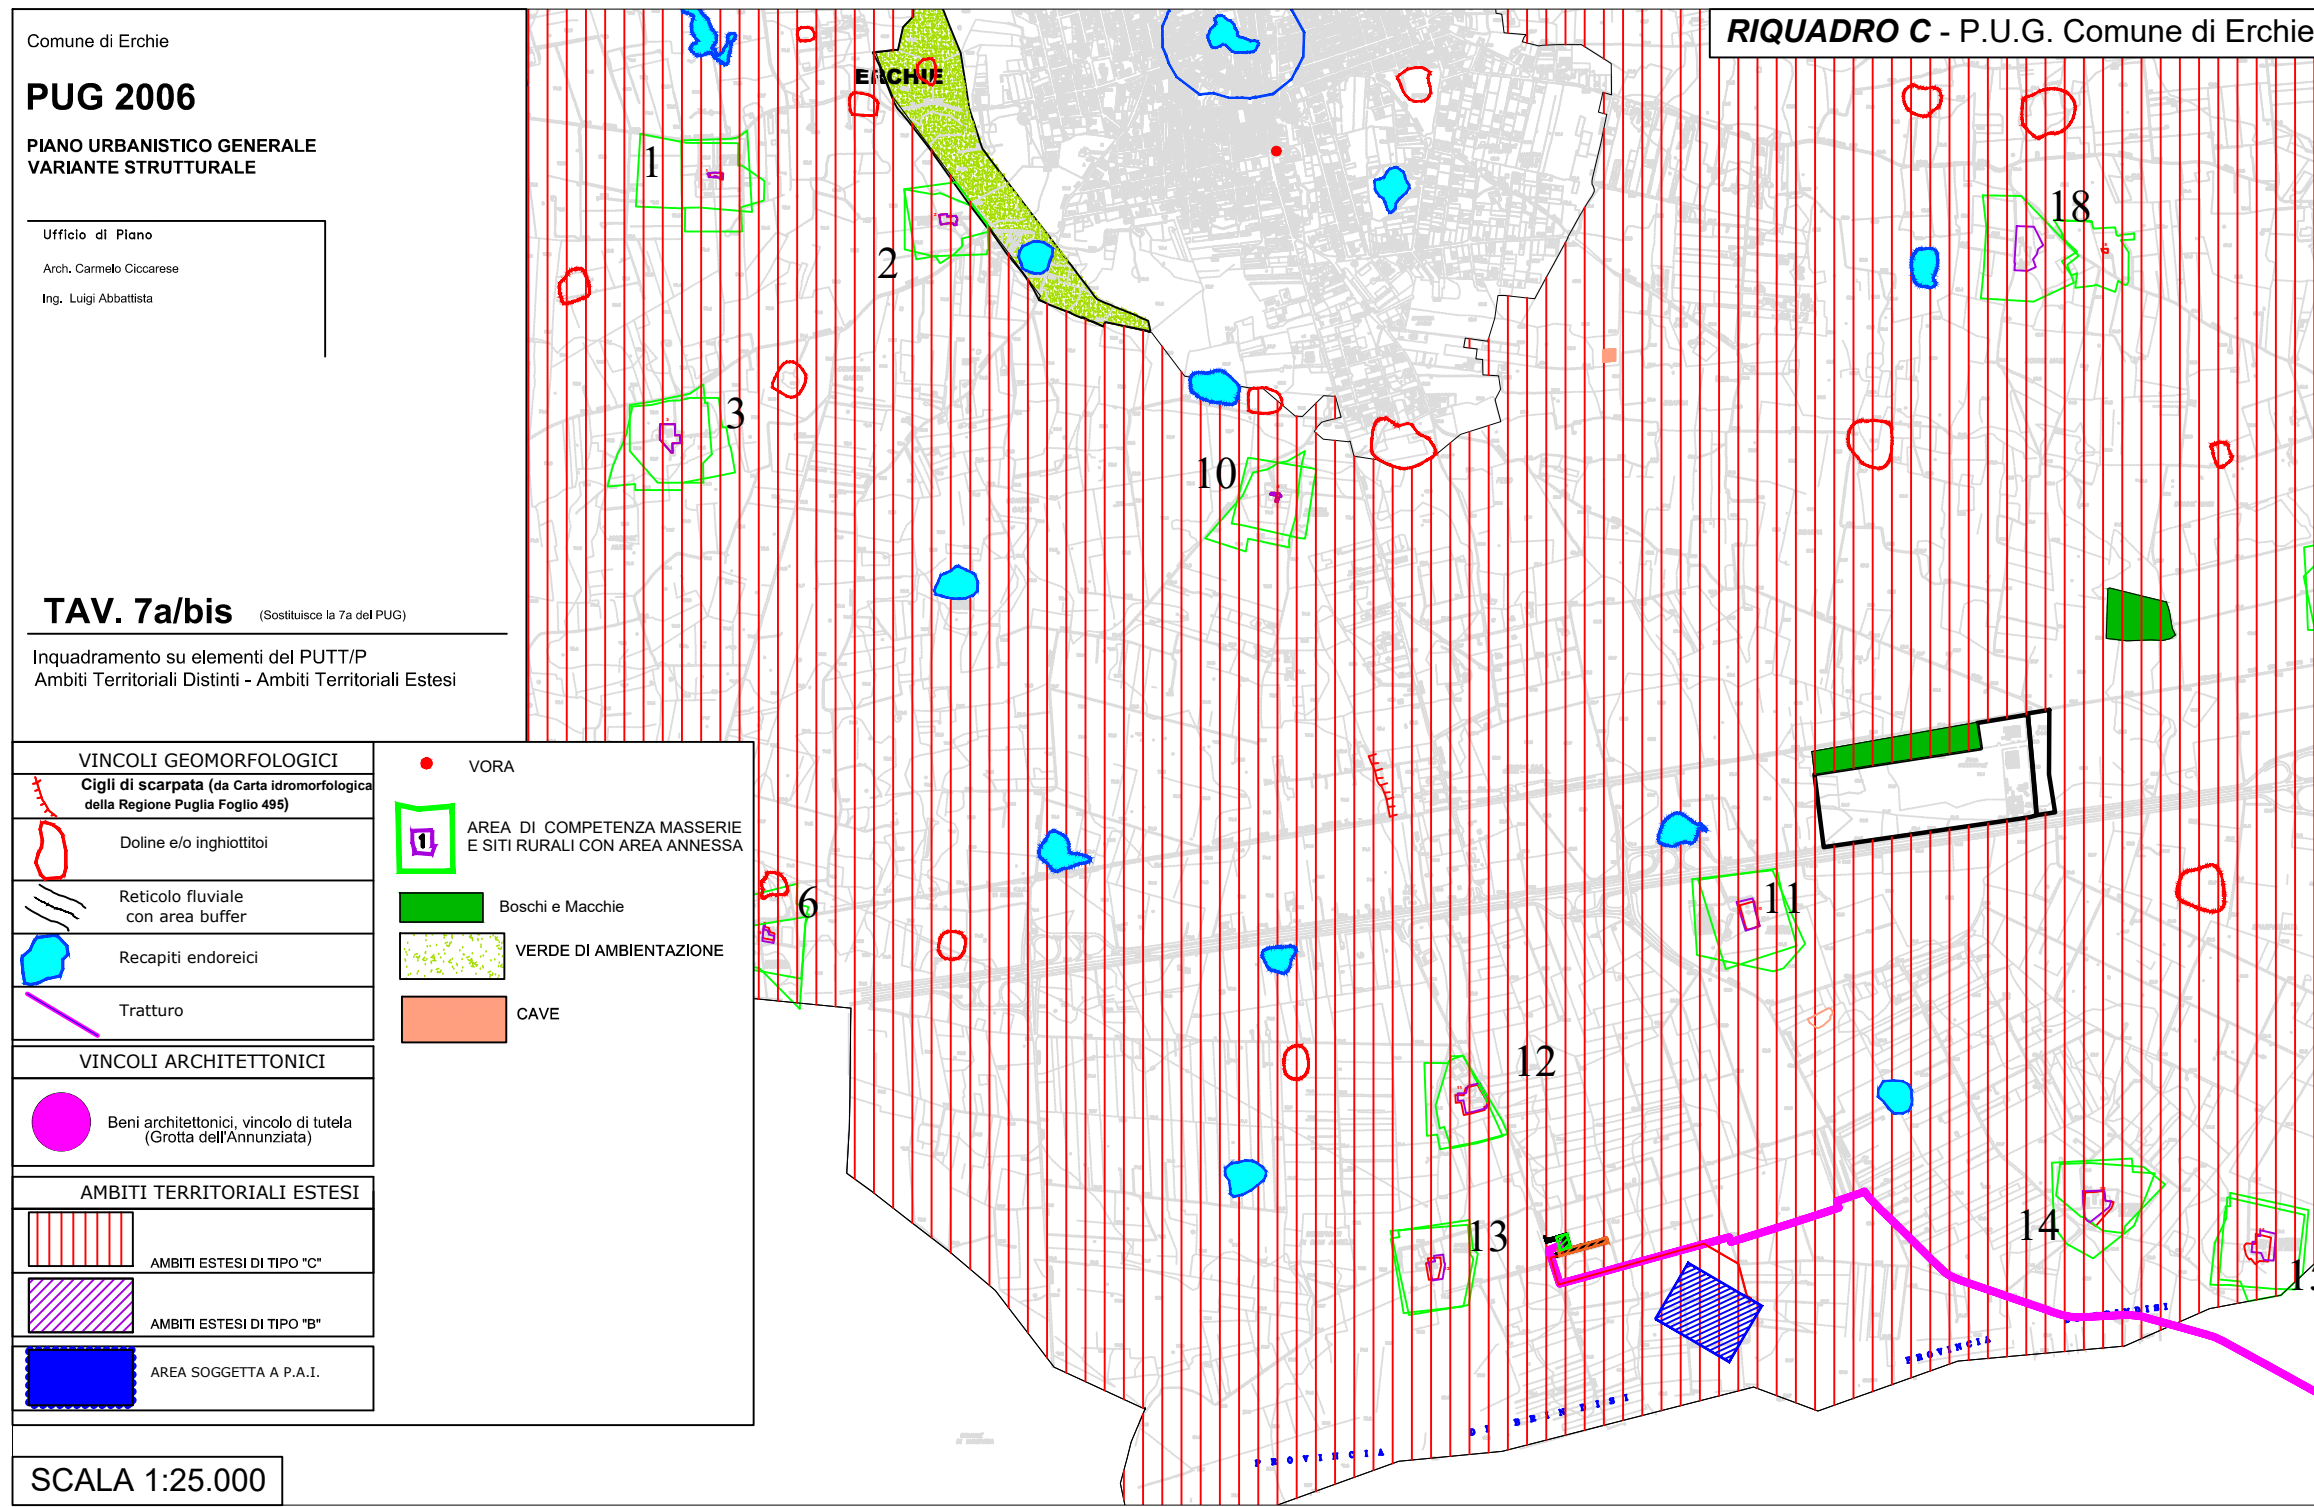 Comune di Erchie
PUG 2006
PIANO URBANISTICO GENERALE
VARIANTE STRUTTURALE
Ufficio di Piano
Arch. Carmelo Ciccarese
Ing. Luigi Abbattista
TAV. 7a/bis (Sostituisce la 7a del PUG)
Inquadramento su elementi del PUTT/P
Ambiti Territoriali Distinti - Ambiti Territoriali Estesi
VINCOLI GEOMORFOLOGICI
Cigli di scarpata (da Carta idromorfologica
della Regione Puglia Foglio 495)
Doline e/o inghiottitoi
Reticolo fluviale
con area buffer
Recapiti endoreici
Tratturo
VINCOLI ARCHITETTONICI
Beni architettonici, vincolo di tutela
(Grotta dell'Annunziata)
AMBITI TERRITORIALI ESTESI
AMBITI ESTESI DI TIPO "C"
AMBITI ESTESI DI TIPO "B"
AREA SOGGETTA A P.A.I.
VORA
1
AREA DI COMPETENZA MASSERIE
E SITI RURALI CON AREA ANNESSA
Boschi e Macchie
VERDE DI AMBIENTAZIONE
CAVE
SCALA 1:25.000
RIQUADRO C - P.U.G. Comune di Erchie
ERCHIE
1
2
18
3
10
6
11
12
13
14
PROVINCIA
DI BRINDISI
PROVINCIA